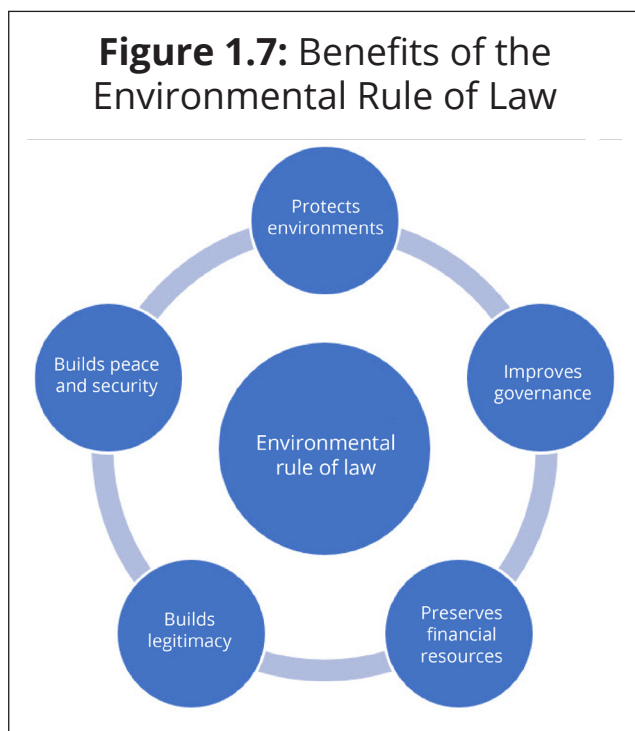 Figure 1.7: Benefits of the
Environmental Rule of Law
Protects
environments
Improves
governance
Preserves
financial
resources
Builds
legitimacy
Builds peace
and security
Environmental
rule of law